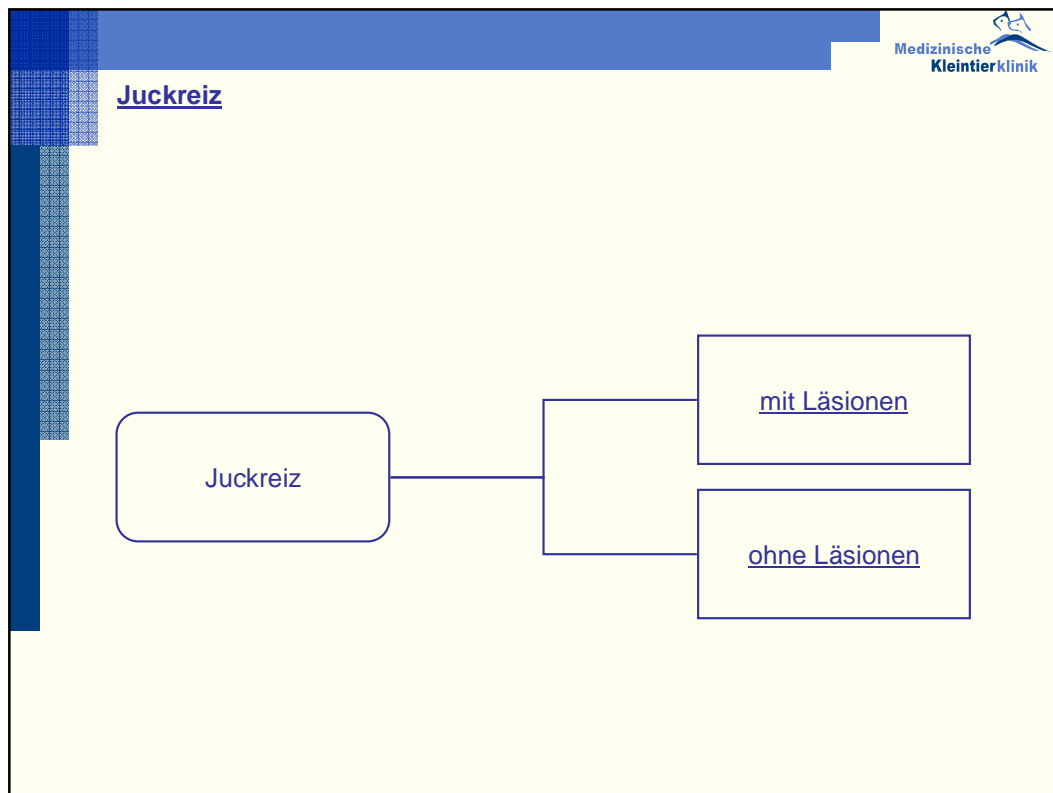 Medizinische
Kleintierklinik
Juckreiz
Juckreiz
mit Läsionen
ohne Läsionen